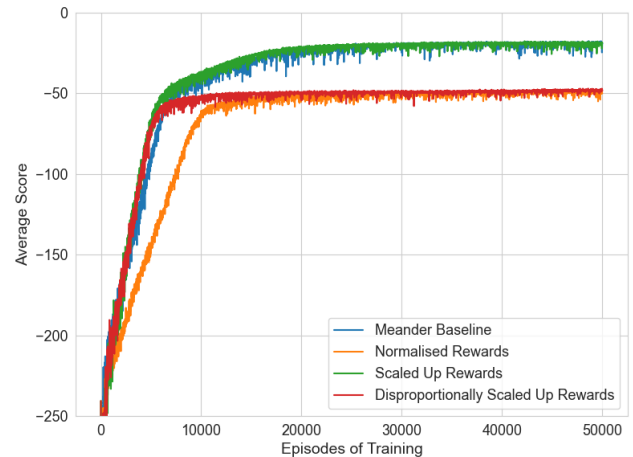 0
−50
−100
−150
−200
−250
Average Score
Meander Baseline
Normalised Rewards
Scaled Up Rewards
Disproportionally Scaled Up Rewards
0 10000 20000 30000 40000 50000
Episodes of Training